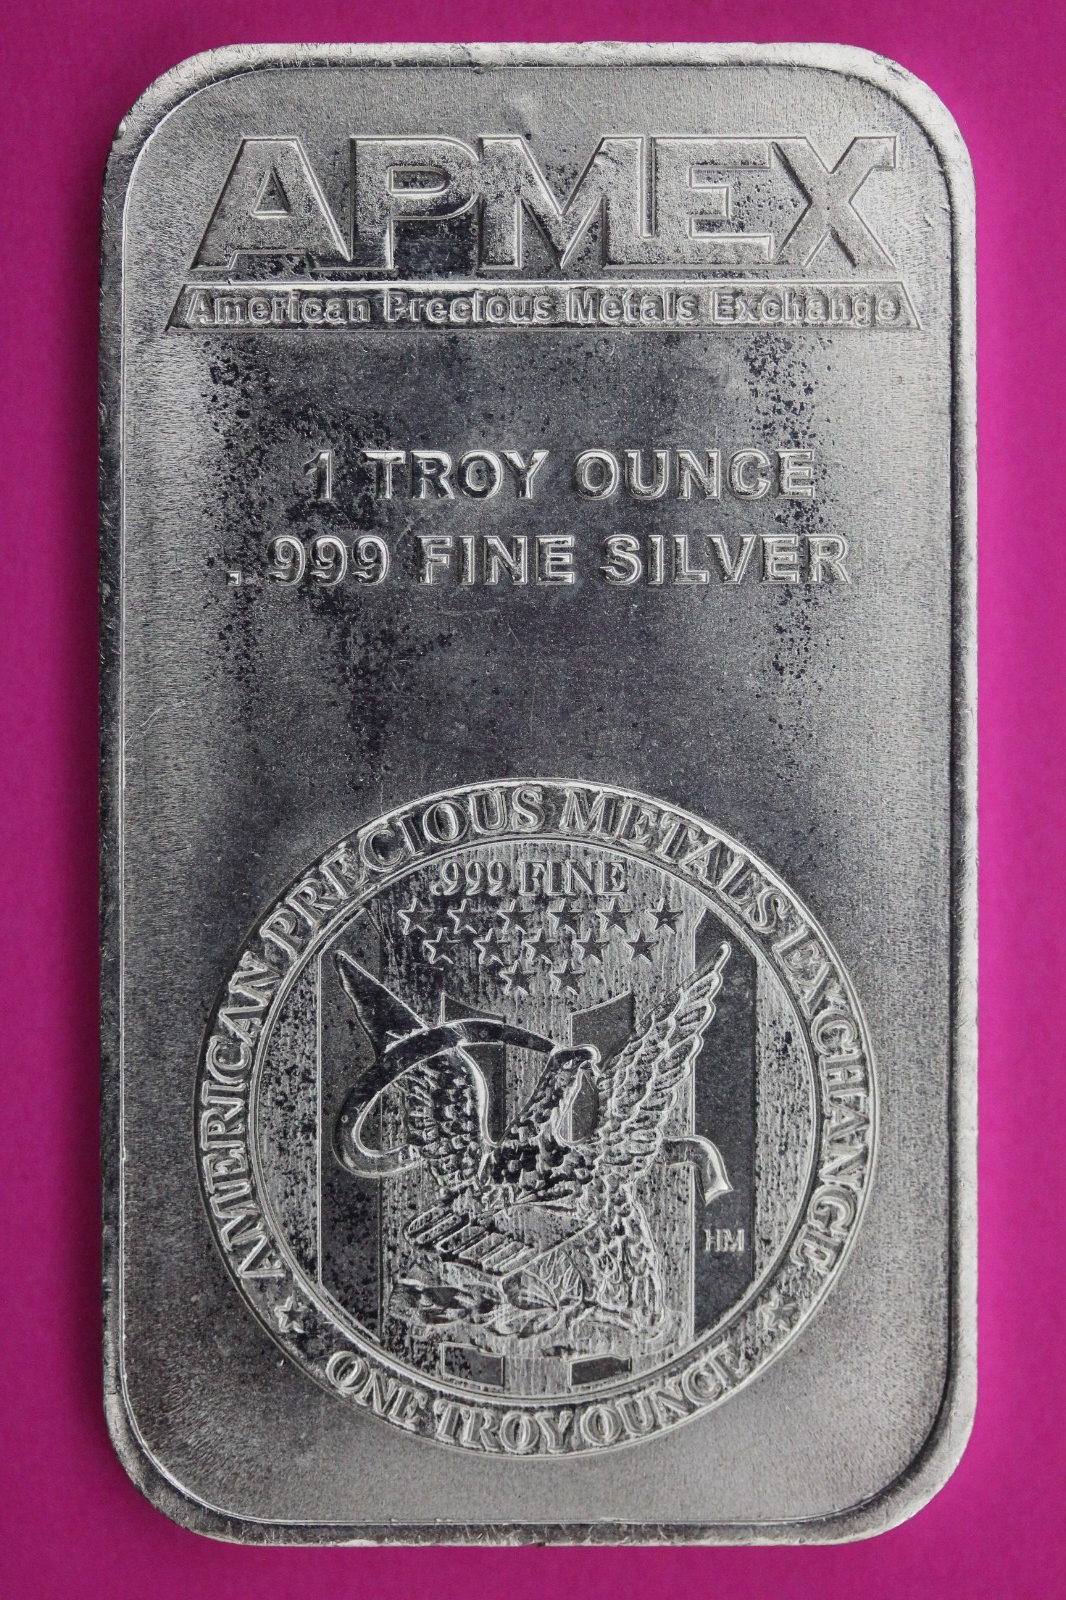 APMEX
American Precious Metals Exchange
1 TROY OUNCE
.999 FINE SILVER
AMERICAN PRECIOUS METALS EXCHANGE
.999 FINE
HM
ONE TROY OUNCE